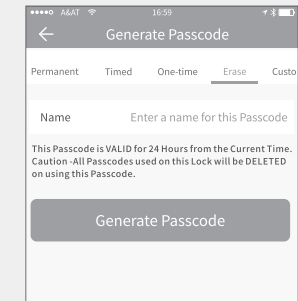 A&AT 16:59
Generate Passcode
Permanent Timed One-time Erase Custo
Name Enter a name for this Passcode
This Passcode is VALID for 24 Hours from the Current Time.
Caution -All Passcodes used on this Lock will be DELETED
on using this Passcode.
Generate Passcode